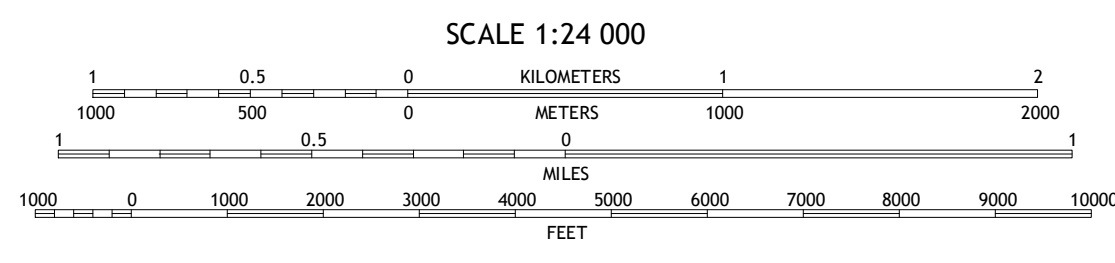 SCALE 1:24 000
1 0.5 0 KILOMETERS 1 2
1000 500 0 METERS 1000 2000
1 0.5 0 1
MILES
1000 0 1000 2000 3000 4000 5000 6000 7000 8000 9000 10000
FEET